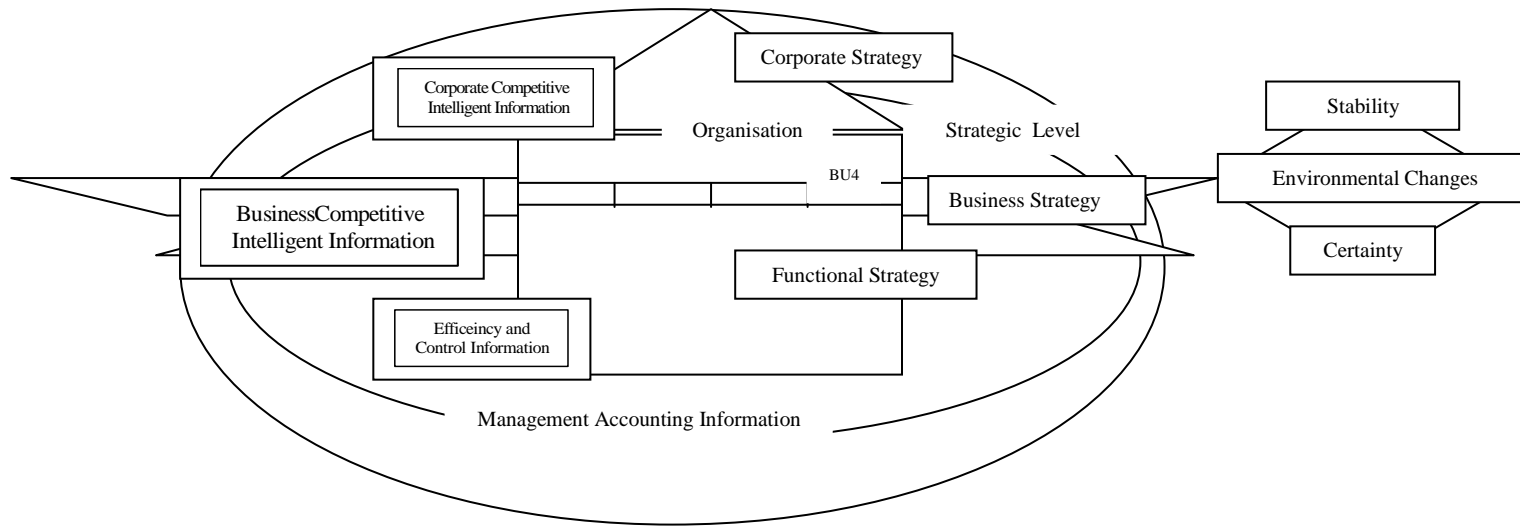 Corporate Strategy
Corporate Competitive
Intelligent Information
Stability
Organisation
Strategic Level
BU4
Environmental Changes
BusinessCompetitive
Intelligent Information
Business Strategy
Certainty
Functional Strategy
Efficeincy and
Control Information
Management Accounting Information